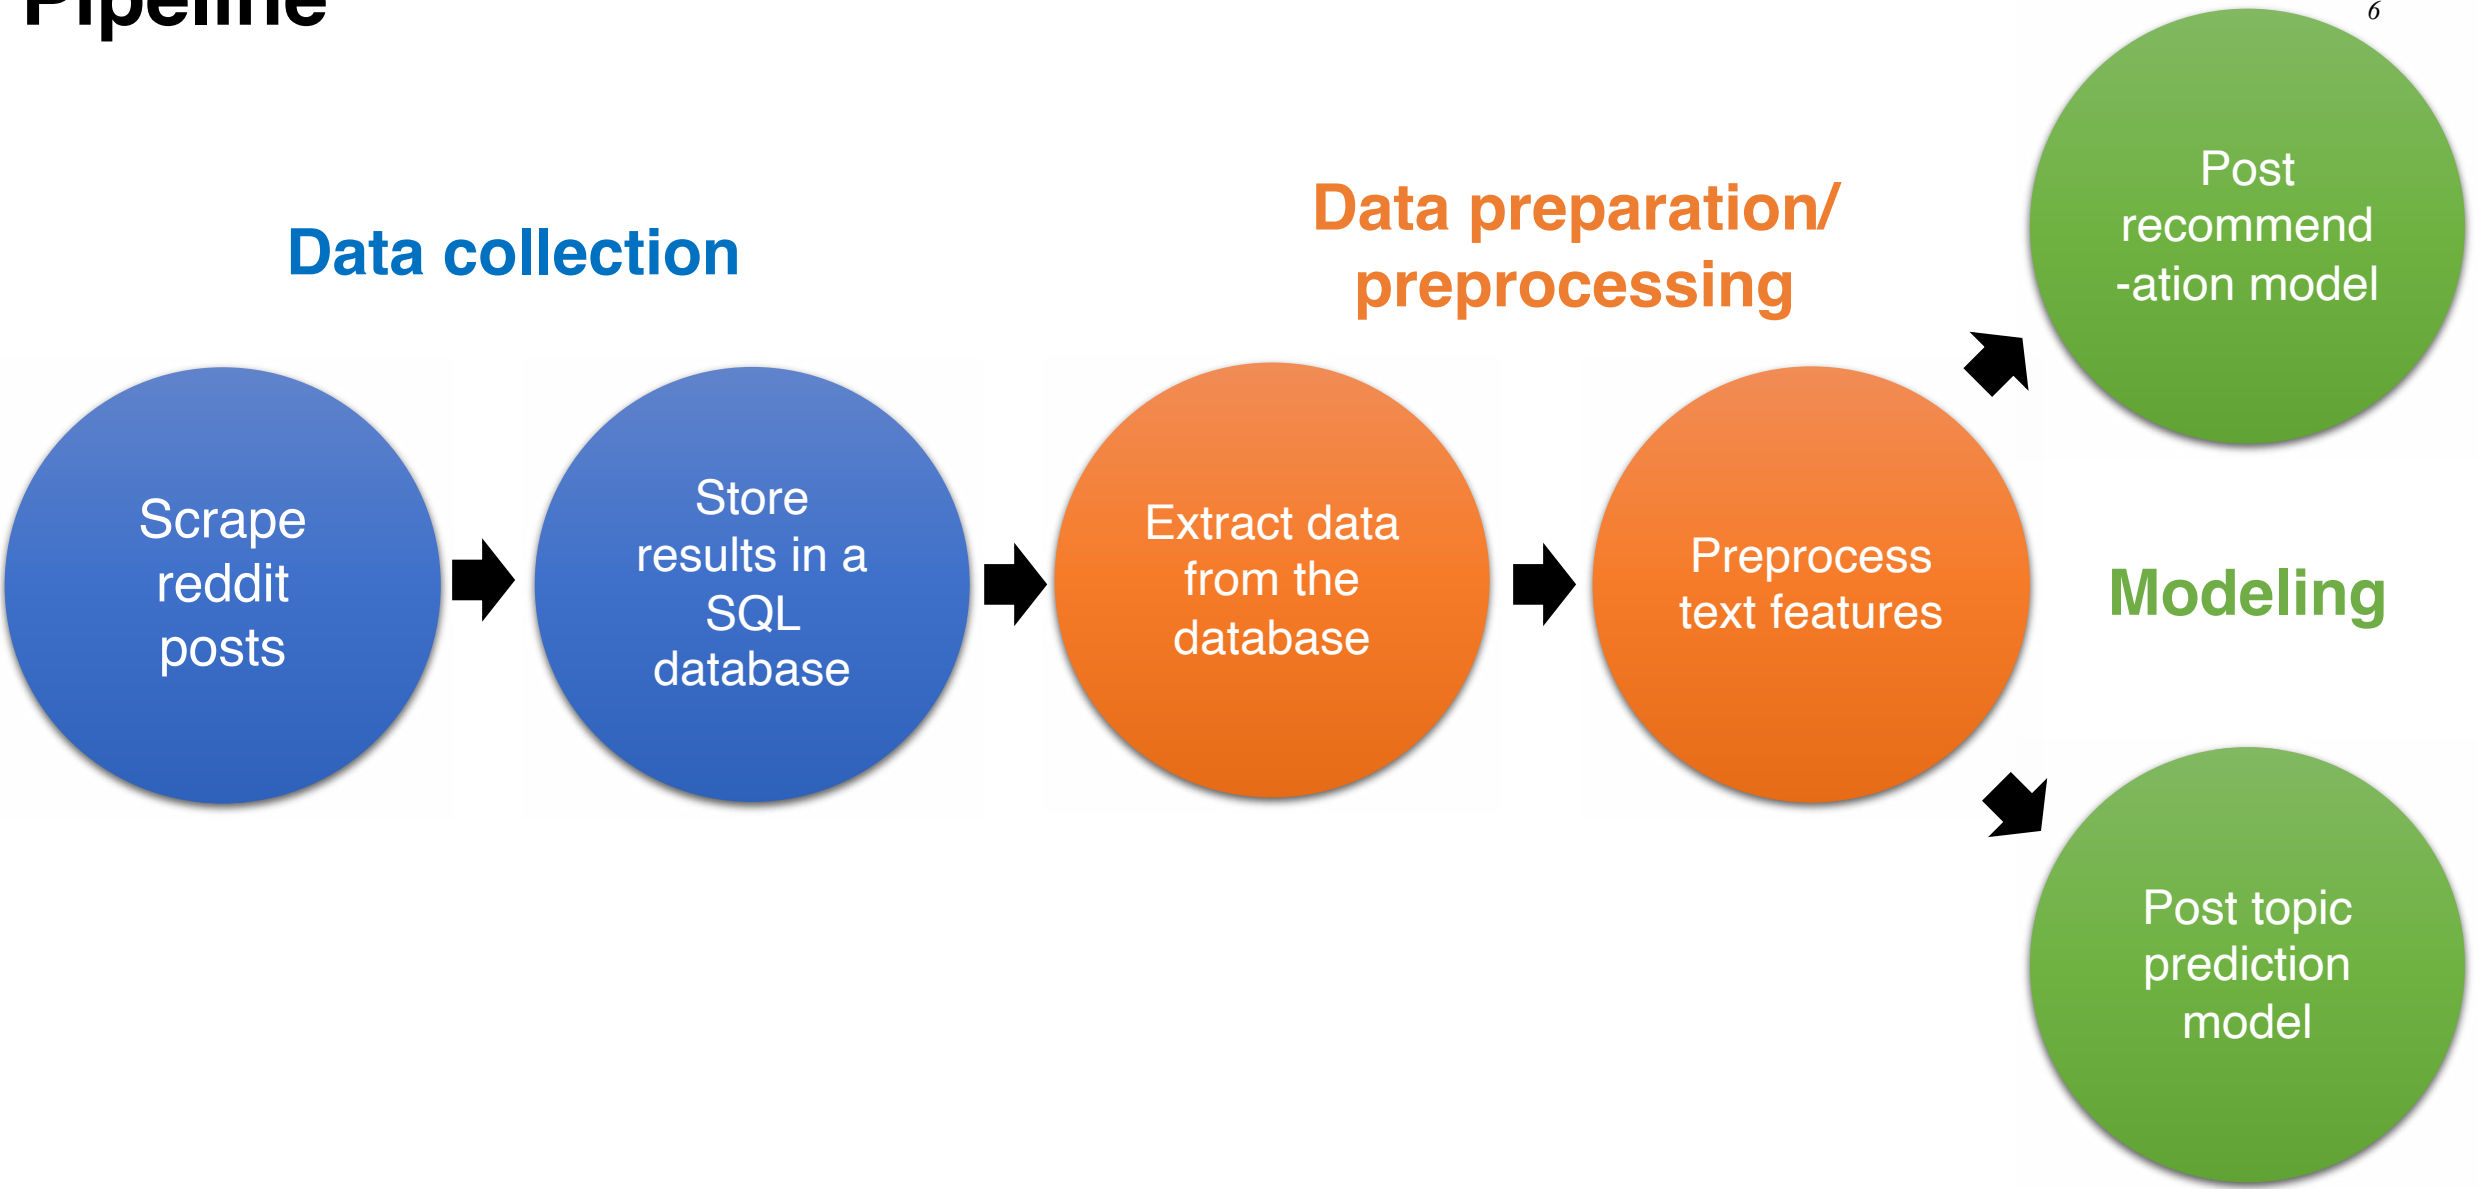 Pipeline
6
Data collection
Data preparation/
preprocessing
Scrape
reddit
posts
Store
results in a
SQL
database
Extract data
from the
database
Preprocess
text features
Post
recommend
-ation model
Modeling
Post topic
prediction
model